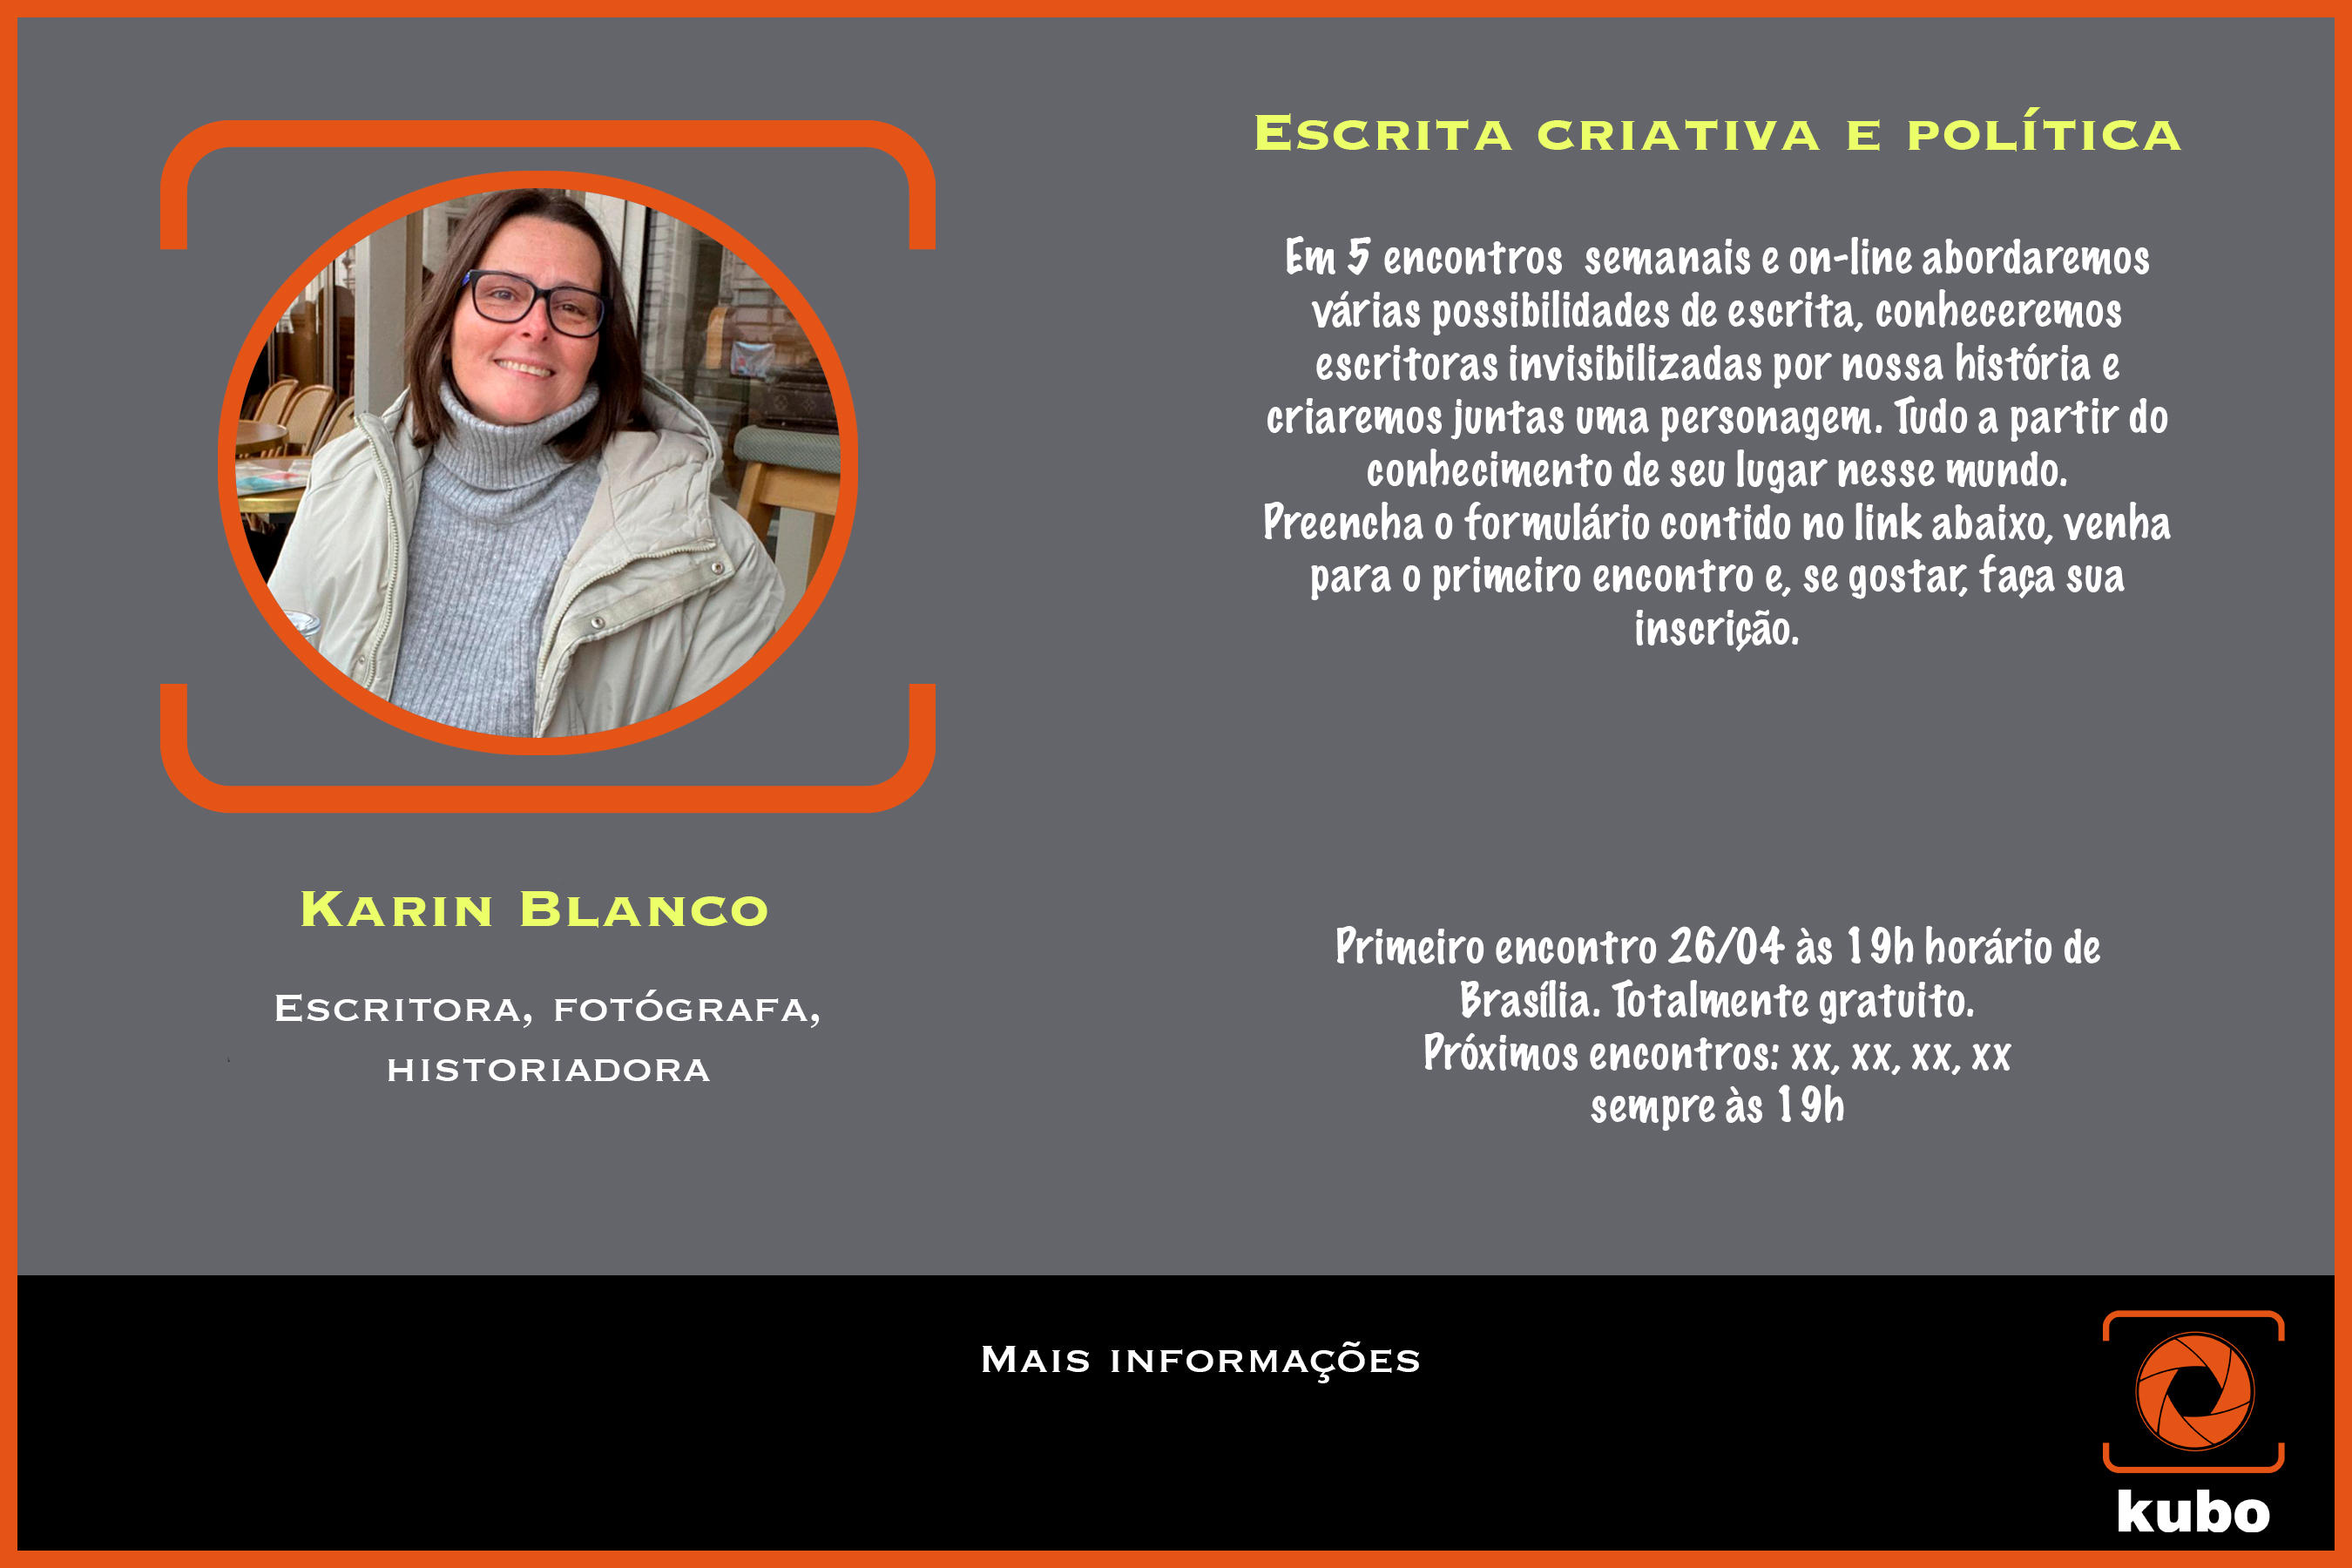 Escrita criativa e política
Em 5 encontros semanais e on-line abordaremos
várias possibilidades de escrita, conheceremos
escritoras invisibilizadas por nossa história e
criaremos juntas uma personagem. Tudo a partir do
conhecimento de seu lugar nesse mundo.
Preencha o formulário contido no link abaixo, venha
para o primeiro encontro e, se gostar, faça sua
inscrição.
Karin Blanco
Escritora, fotógrafa,
historiadora
Primeiro encontro 26/04 às 19h horário de
Brasília. Totalmente gratuito.
Próximos encontros: xx, xx, xx, xx
sempre às 19h
Mais informações
kubo